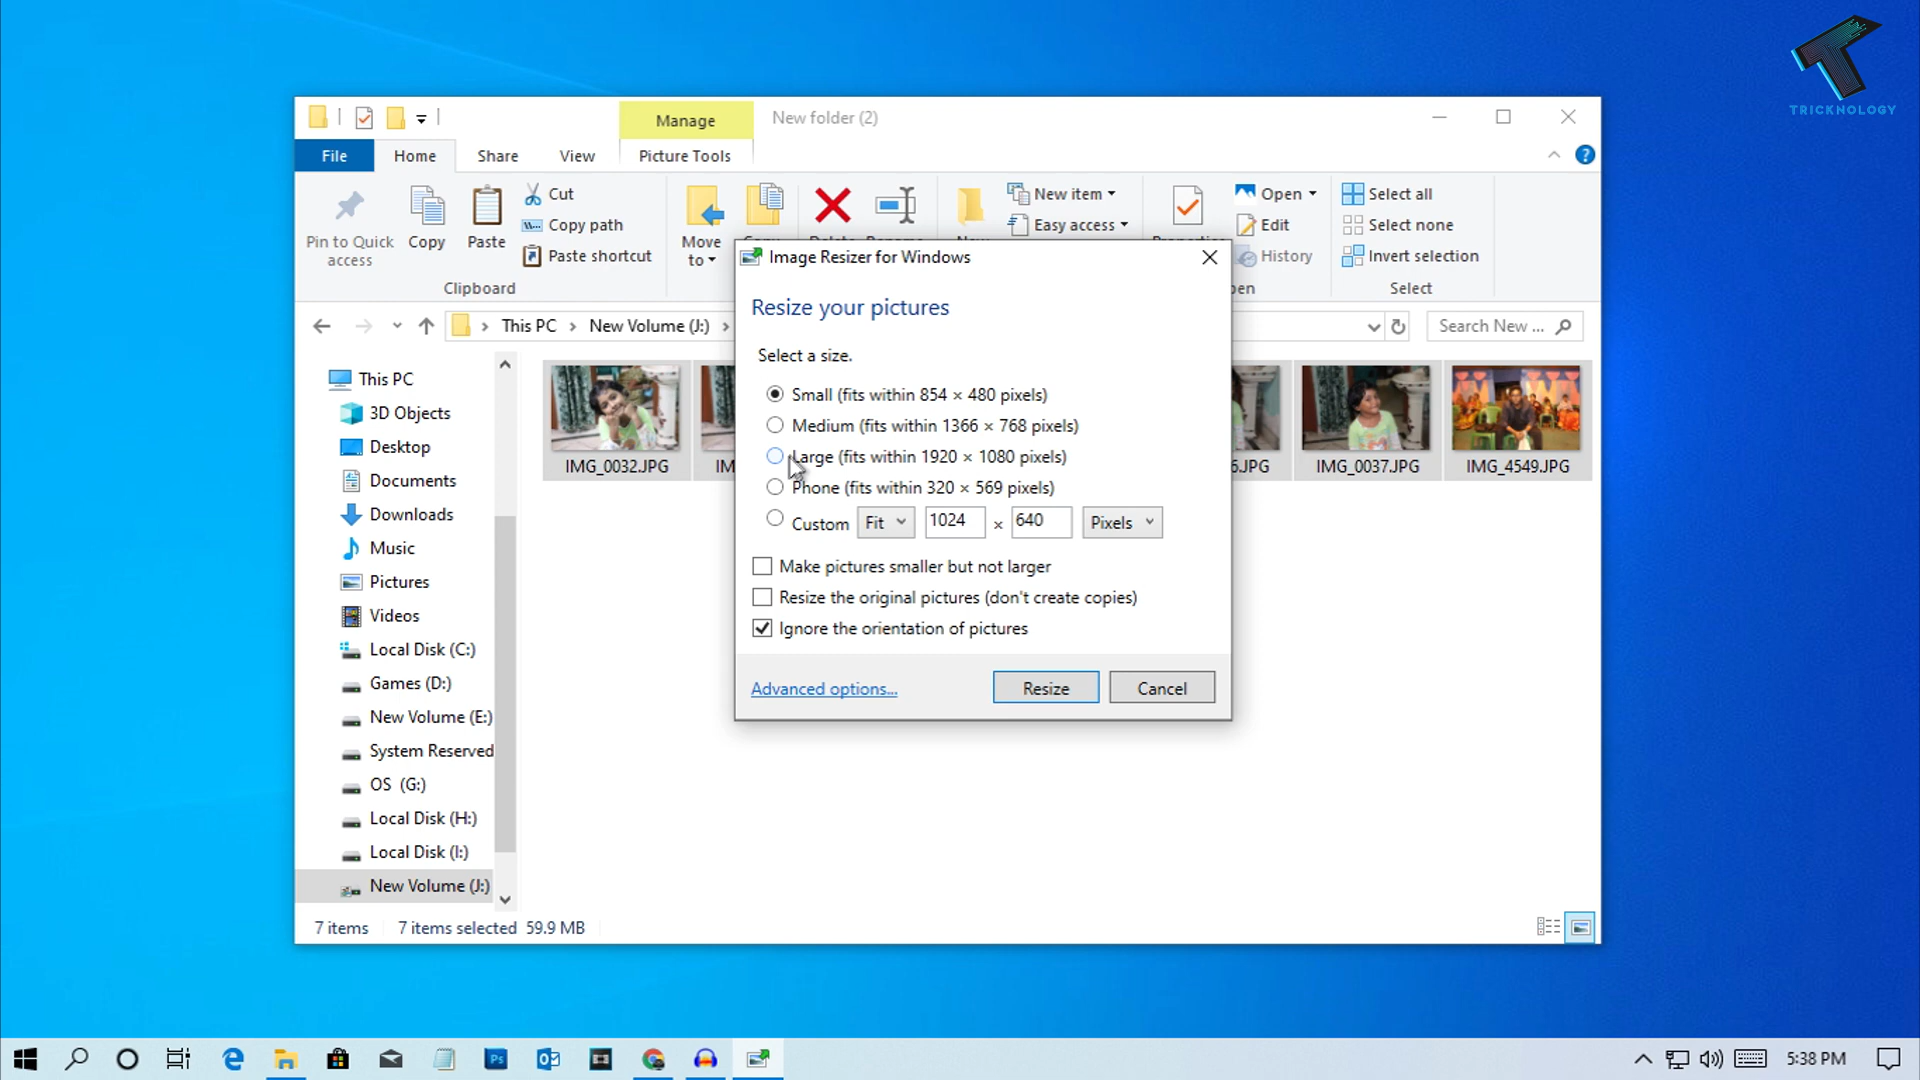 TRICKNOLOGY
Manage
New folder (2)
File
Home
Share
View
Picture Tools
Pin to Quick
access
Copy
Paste
Cut
Copy path
Paste shortcut
Clipboard
Move
to
New item
Easy access
Open
Edit
History
Select all
Select none
Invert selection
Select
This PC
New Volume (J:)
Search New ...
This PC
3D Objects
Desktop
Documents
Downloads
Music
Pictures
Videos
Local Disk (C:)
Games (D:)
New Volume (E:)
System Reserved
OS (G:)
Local Disk (H:)
Local Disk (I:)
New Volume (J:)
IMG_0032.JPG
IMG_0037.JPG
IMG_4549.JPG
Image Resizer for Windows
Resize your pictures
Select a size.
Small (fits within 854 × 480 pixels)
Medium (fits within 1366 × 768 pixels)
Large (fits within 1920 × 1080 pixels)
Phone (fits within 320 × 569 pixels)
Custom Fit 1024 × 640 Pixels
Make pictures smaller but not larger
Resize the original pictures (don't create copies)
Ignore the orientation of pictures
Advanced options...
Resize
Cancel
7 items
7 items selected 59.9 MB
Ps
5:38 PM